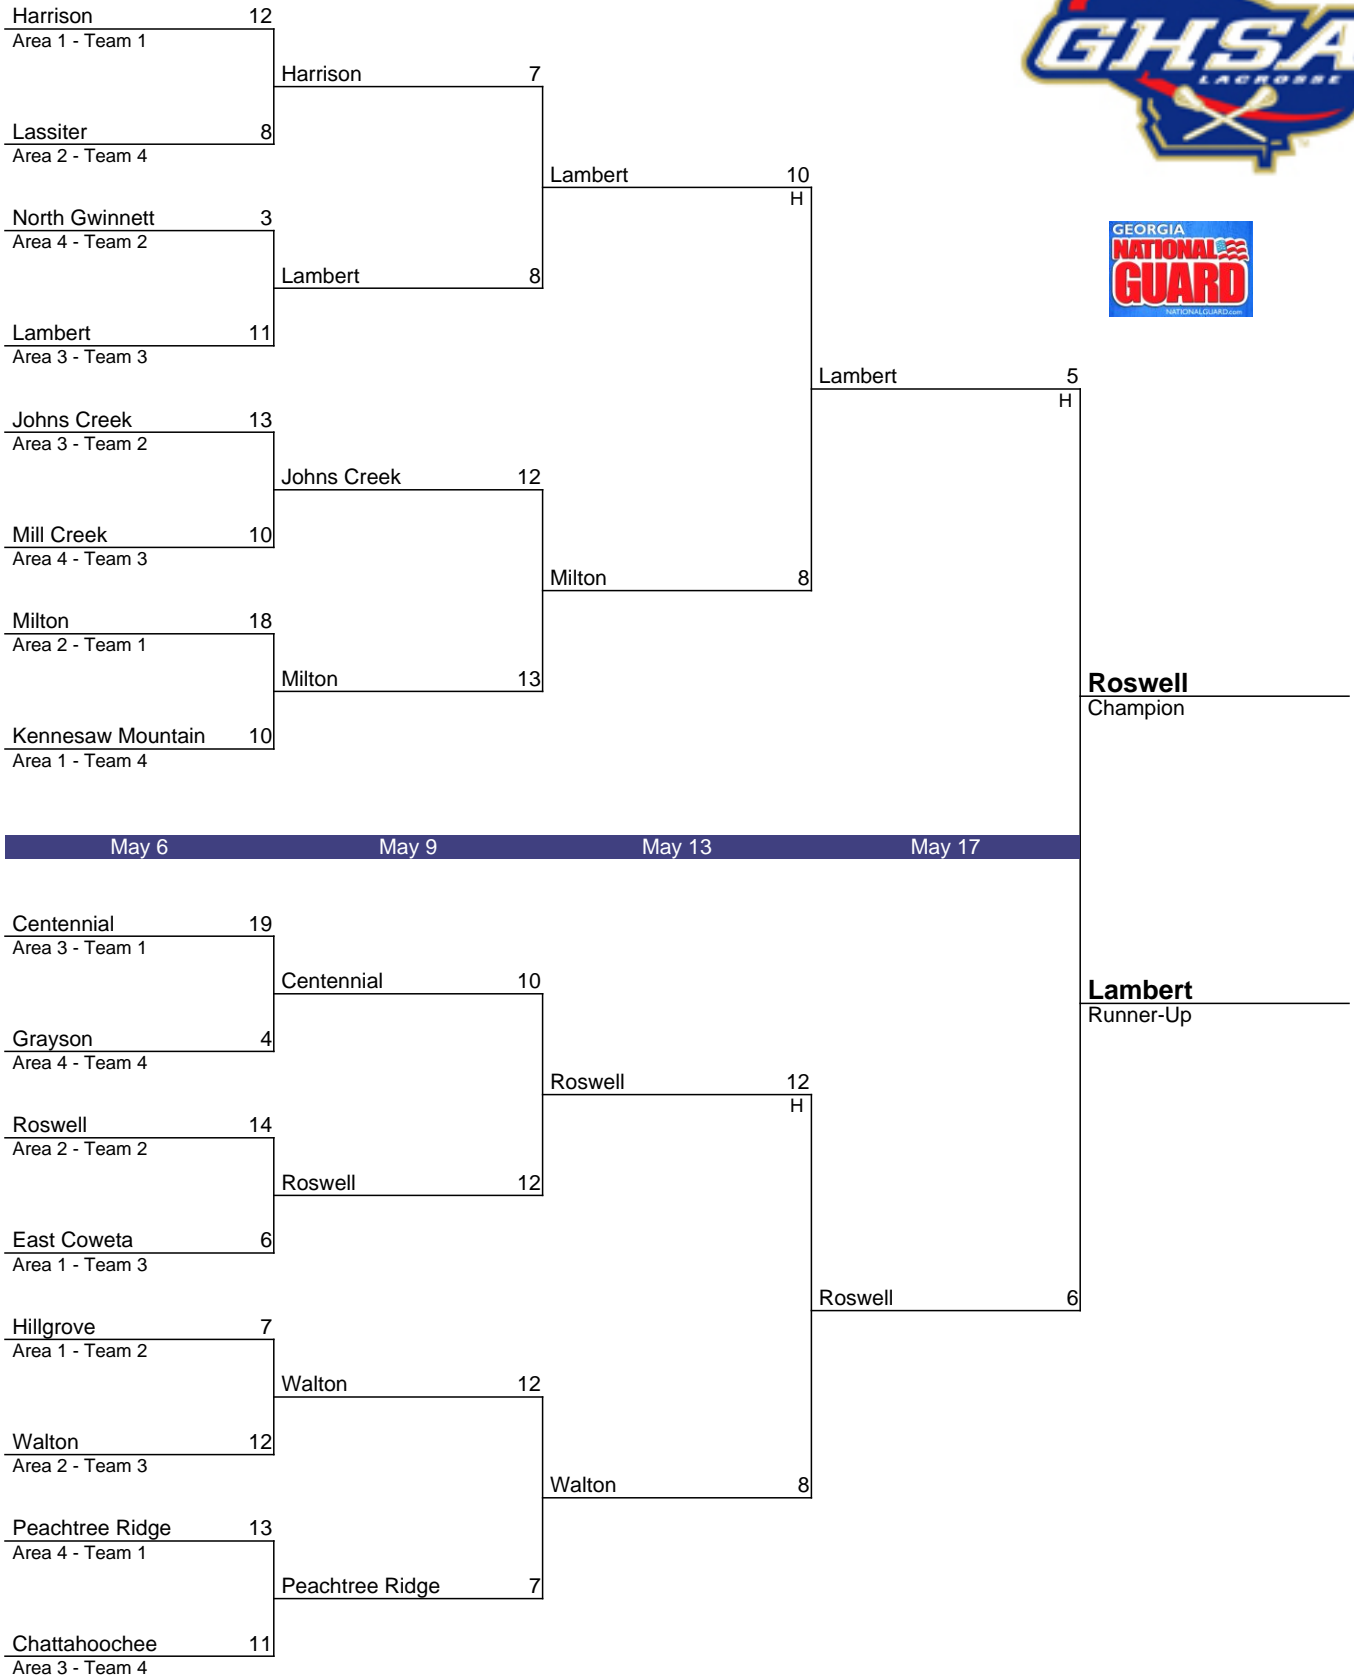 Harrison 12
Area 1 - Team 1
Harrison 7
Lassiter 8
Area 2 - Team 4
Lambert 10
H
North Gwinnett 3
Area 4 - Team 2
Lambert 8
Lambert 11
Area 3 - Team 3
Lambert 5
H
Johns Creek 13
Area 3 - Team 2
Johns Creek 12
Mill Creek 10
Area 4 - Team 3
Milton 8
Milton 18
Area 2 - Team 1
Milton 13
Kennesaw Mountain 10
Area 1 - Team 4
Roswell
Champion
May 6 May 9 May 13 May 17
Centennial 19
Area 3 - Team 1
Centennial 10
Grayson 4
Area 4 - Team 4
Lambert
Runner-Up
Roswell 12
H
Roswell 14
Area 2 - Team 2
Roswell 12
East Coweta 6
Area 1 - Team 3
Roswell 6
Hillgrove 7
Area 1 - Team 2
Walton 12
Walton 12
Area 2 - Team 3
Walton 8
Peachtree Ridge 13
Area 4 - Team 1
Peachtree Ridge 7
Chattahoochee 11
Area 3 - Team 4
GHSA
LACROSSE
TM
GEORGIA
NATIONAL
GUARD
NATIONALGUARD.com